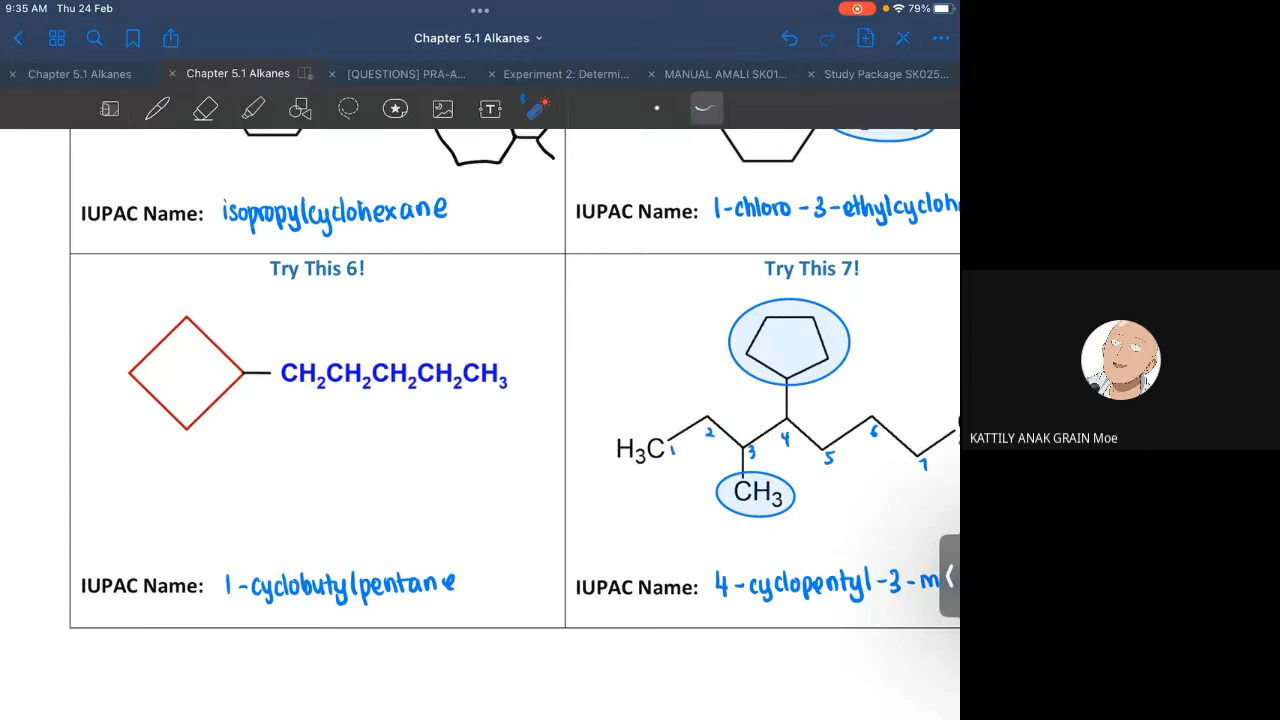 9:35 AM Thu 24 Feb
79%
Chapter 5.1 Alkanes
Chapter 5.1 Alkanes
Chapter 5.1 Alkanes
[QUESTIONS] PRA-A...
Experiment 2: Determi...
MANUAL AMALI SK01...
Study Package SK025...
T
IUPAC Name: isopropylcyclohexane
IUPAC Name: 1-chloro-3-ethylcycloh
Try This 6!
Try This 7!
CH₂CH₂CH₂CH₂CH₃
H₃C 1 2 3 4 5 6 7
CH₃
KATTILY ANAK GRAIN Moe
IUPAC Name: 1-cyclobutylpentane
IUPAC Name: 4-cyclopentyl-3-m